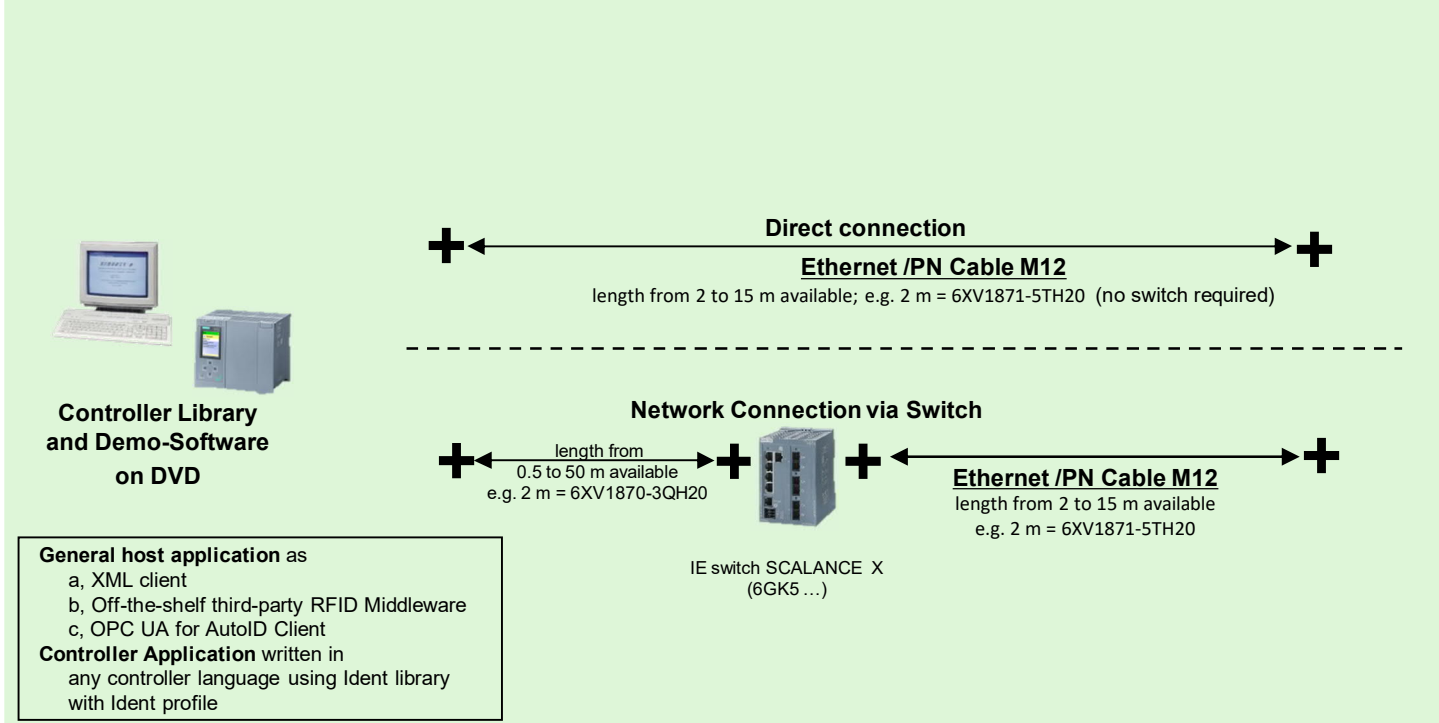 Direct connection
Ethernet /PN Cable M12
length from 2 to 15 m available; e.g. 2 m = 6XV1871-5TH20 (no switch required)
Controller Library
and Demo-Software
on DVD
Network Connection via Switch
length from
0.5 to 50 m available
e.g. 2 m = 6XV1870-3QH20
Ethernet /PN Cable M12
length from 2 to 15 m available
e.g. 2 m = 6XV1871-5TH20
IE switch SCALANCE X
(6GK5 ...)
General host application as
a, XML client
b, Off-the-shelf third-party RFID Middleware
c, OPC UA for AutoID Client
Controller Application written in
any controller language using Ident library
with Ident profile